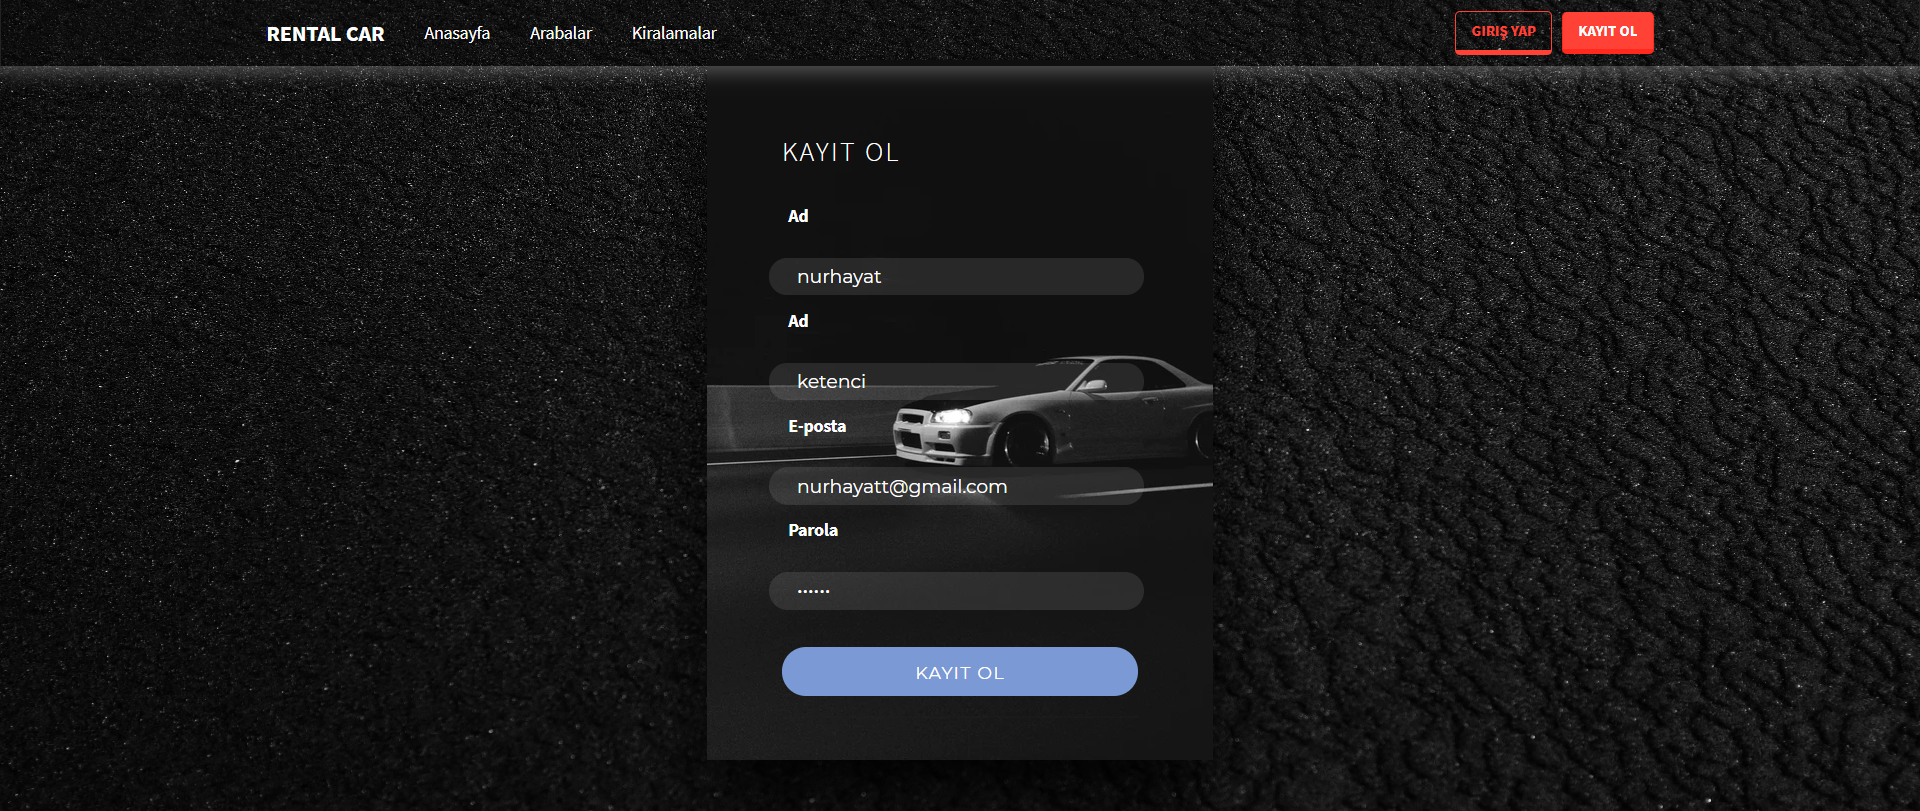 RENTAL CAR Anasayfa Arabalar Kiralamalar GIRIŞ YAP KAYIT OL
KAYIT OL
Ad
nurhayat
Ad
ketenci
E-posta
nurhayatt@gmail.com
Parola
······
KAYIT OL